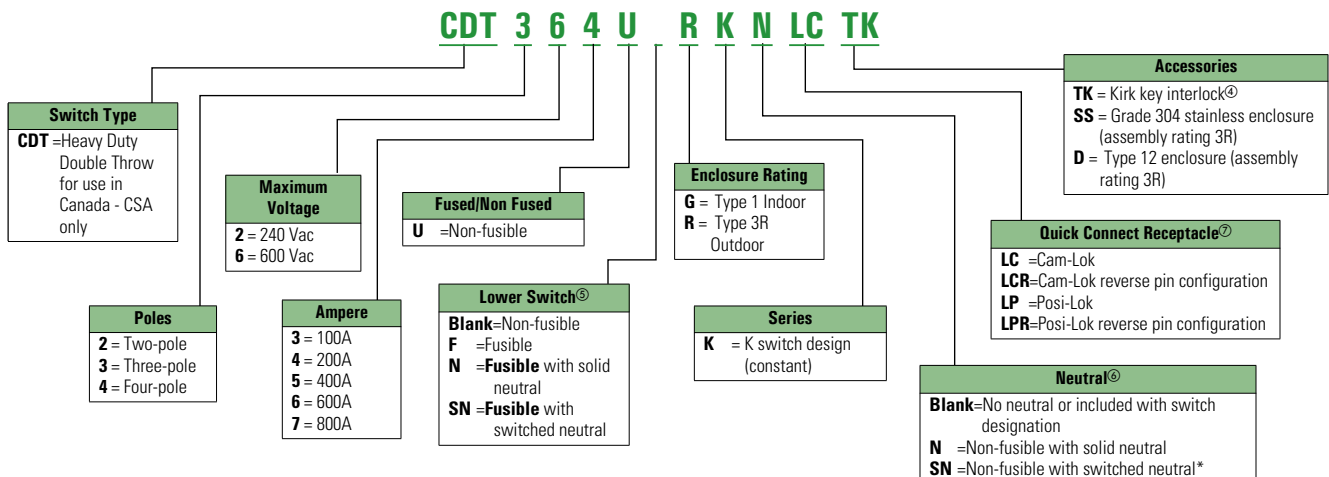 CDT 3 6 4 U R K N LC TK
Switch Type
CDT =Heavy Duty
Double Throw
for use in
Canada - CSA
only
Poles
2 = Two-pole
3 = Three-pole
4 = Four-pole
Maximum
Voltage
2 = 240 Vac
6 = 600 Vac
Ampere
3 = 100A
4 = 200A
5 = 400A
6 = 600A
7 = 800A
Fused/Non Fused
U =Non-fusible
Lower Switch⑤
Blank=Non-fusible
F =Fusible
N =Fusible with solid
neutral
SN =Fusible with
switched neutral
Enclosure Rating
G = Type 1 Indoor
R = Type 3R
Outdoor
Series
K = K switch design
(constant)
Neutral⑥
Blank=No neutral or included with switch
designation
N =Non-fusible with solid neutral
SN =Non-fusible with switched neutral*
Quick Connect Receptacle⑦
LC =Cam-Lok
LCR=Cam-Lok reverse pin configuration
LP =Posi-Lok
LPR=Posi-Lok reverse pin configuration
Accessories
TK = Kirk key interlock④
SS = Grade 304 stainless enclosure
(assembly rating 3R)
D = Type 12 enclosure (assembly
rating 3R)